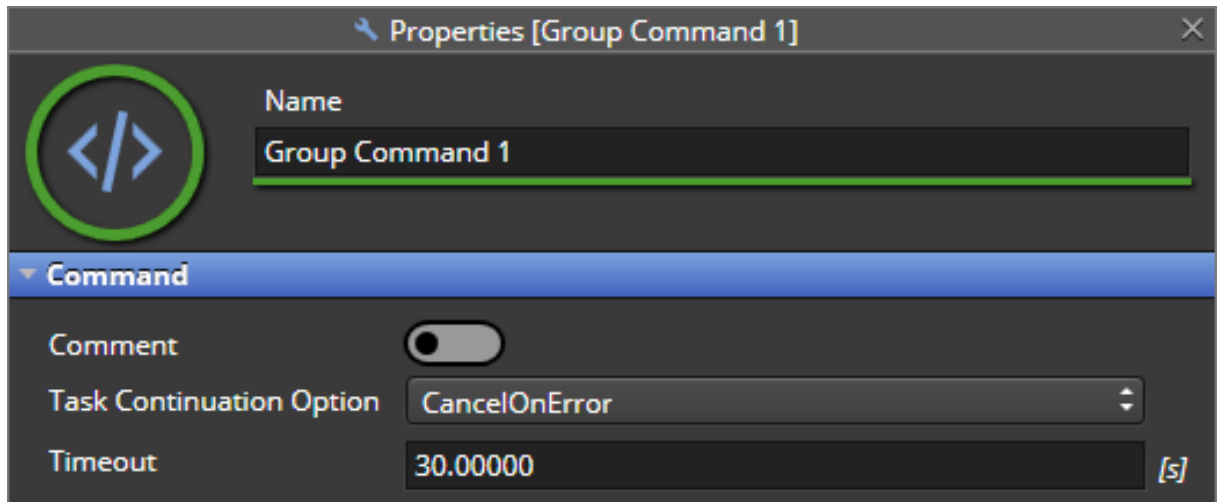 Properties [Group Command 1]
Name
Group Command 1
Command
Comment
Task Continuation Option CancelOnError
Timeout 30.00000 [s]